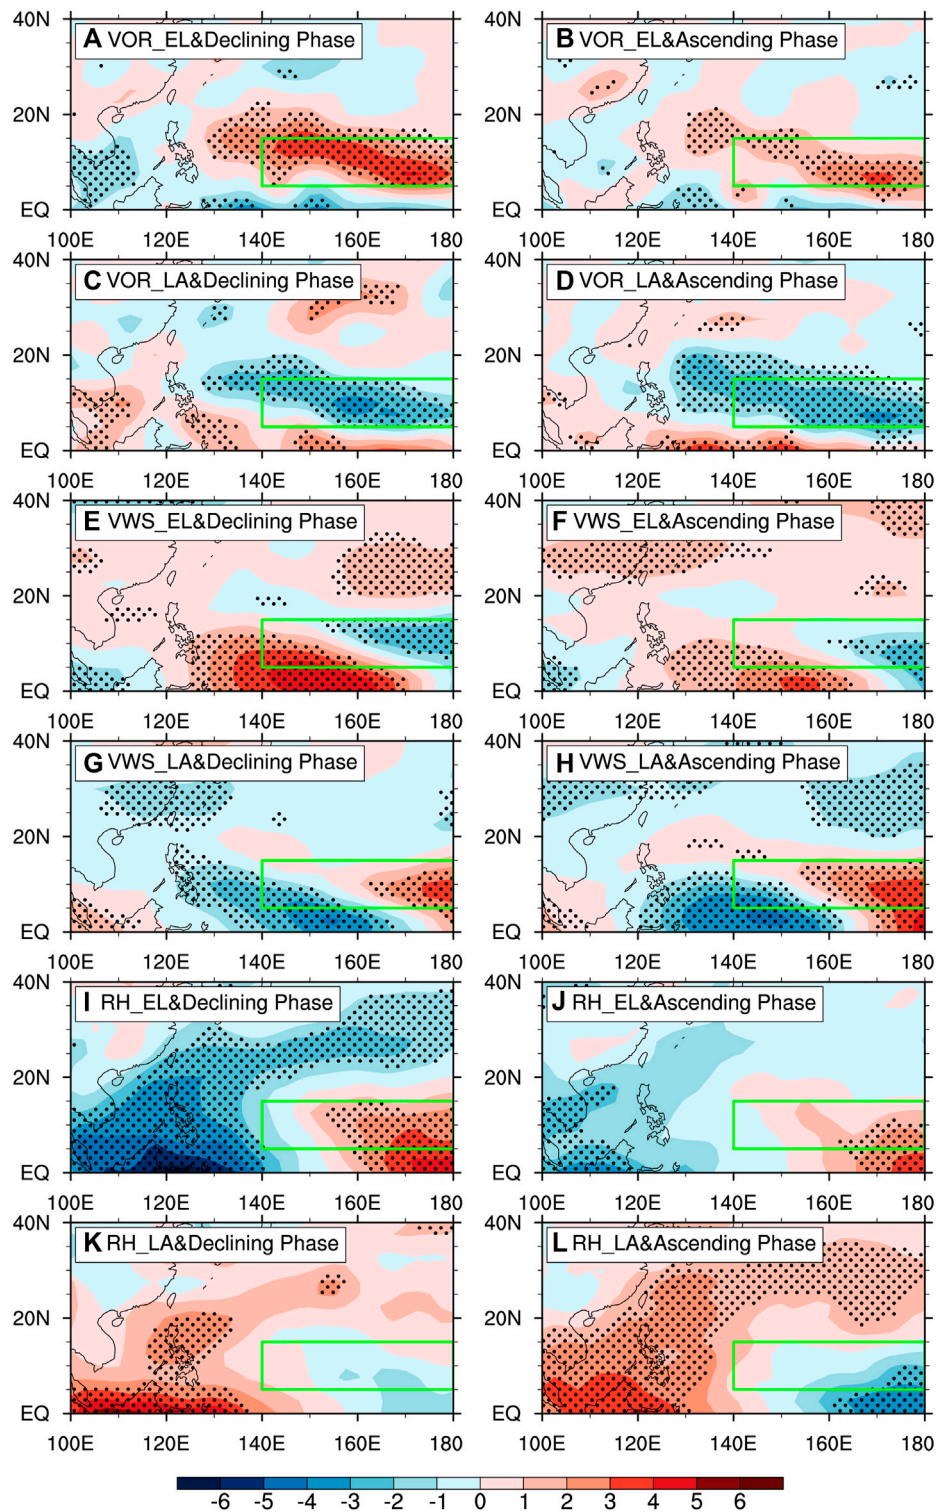 A VOR_EL&Declining Phase
B VOR_EL&Ascending Phase
40N 40N
20N 20N
EQ EQ
100E 120E 140E 160E 180 100E 120E 140E 160E 180
C VOR_LA&Declining Phase
D VOR_LA&Ascending Phase
40N 40N
20N 20N
EQ EQ
100E 120E 140E 160E 180 100E 120E 140E 160E 180
E VWS_EL&Declining Phase
F VWS_EL&Ascending Phase
40N 40N
20N 20N
EQ EQ
100E 120E 140E 160E 180 100E 120E 140E 160E 180
G VWS_LA&Declining Phase
H VWS_LA&Ascending Phase
40N 40N
20N 20N
EQ EQ
100E 120E 140E 160E 180 100E 120E 140E 160E 180
I RH_EL&Declining Phase
J RH_EL&Ascending Phase
40N 40N
20N 20N
EQ EQ
100E 120E 140E 160E 180 100E 120E 140E 160E 180
K RH_LA&Declining Phase
L RH_LA&Ascending Phase
40N 40N
20N 20N
EQ EQ
100E 120E 140E 160E 180 100E 120E 140E 160E 180
-6 -5 -4 -3 -2 -1 0 1 2 3 4 5 6